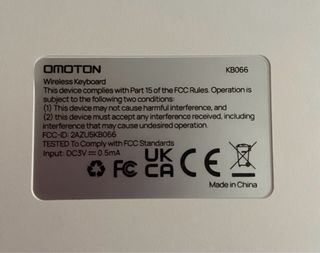 OMOTON KB066
Wireless Keyboard
This device complies with Part 15 of the FCC Rules. Operation is
subject to the following two conditions:
(1) This device may not cause harmful interference, and
(2) this device must accept any interference received, including
interference that may cause undesired operation.
FCC-ID: 2AZU5KB066
TESTED To Comply with FCC Standards
Input: DC3V⎓0.5mA
FC UK CA CE
Made in China